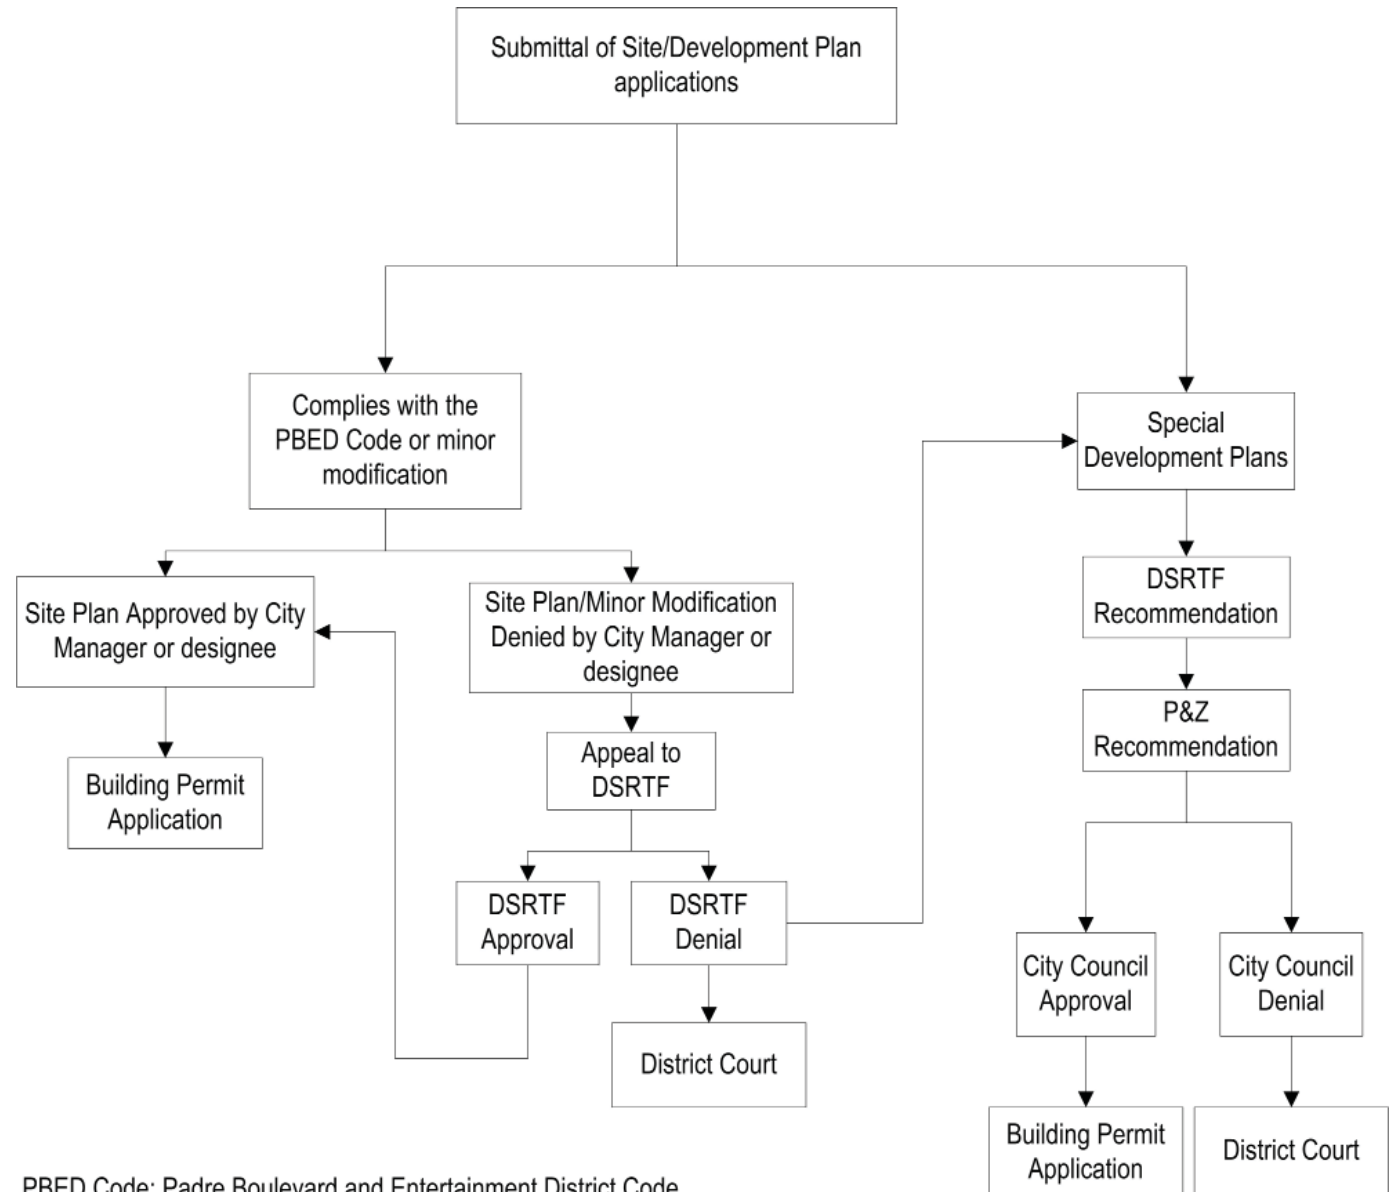 Submittal of Site/Development Plan
applications
Complies with the
PBED Code or minor
modification
Special
Development Plans
Site Plan Approved by City
Manager or designee
Site Plan/Minor Modification
Denied by City Manager or
designee
DSRTF
Recommendation
P&Z
Recommendation
Building Permit
Application
Appeal to
DSRTF
DSRTF
Approval
DSRTF
Denial
City Council
Approval
City Council
Denial
District Court
Building Permit
Application
District Court
PBED Code: Padre Boulevard and Entertainment District Code